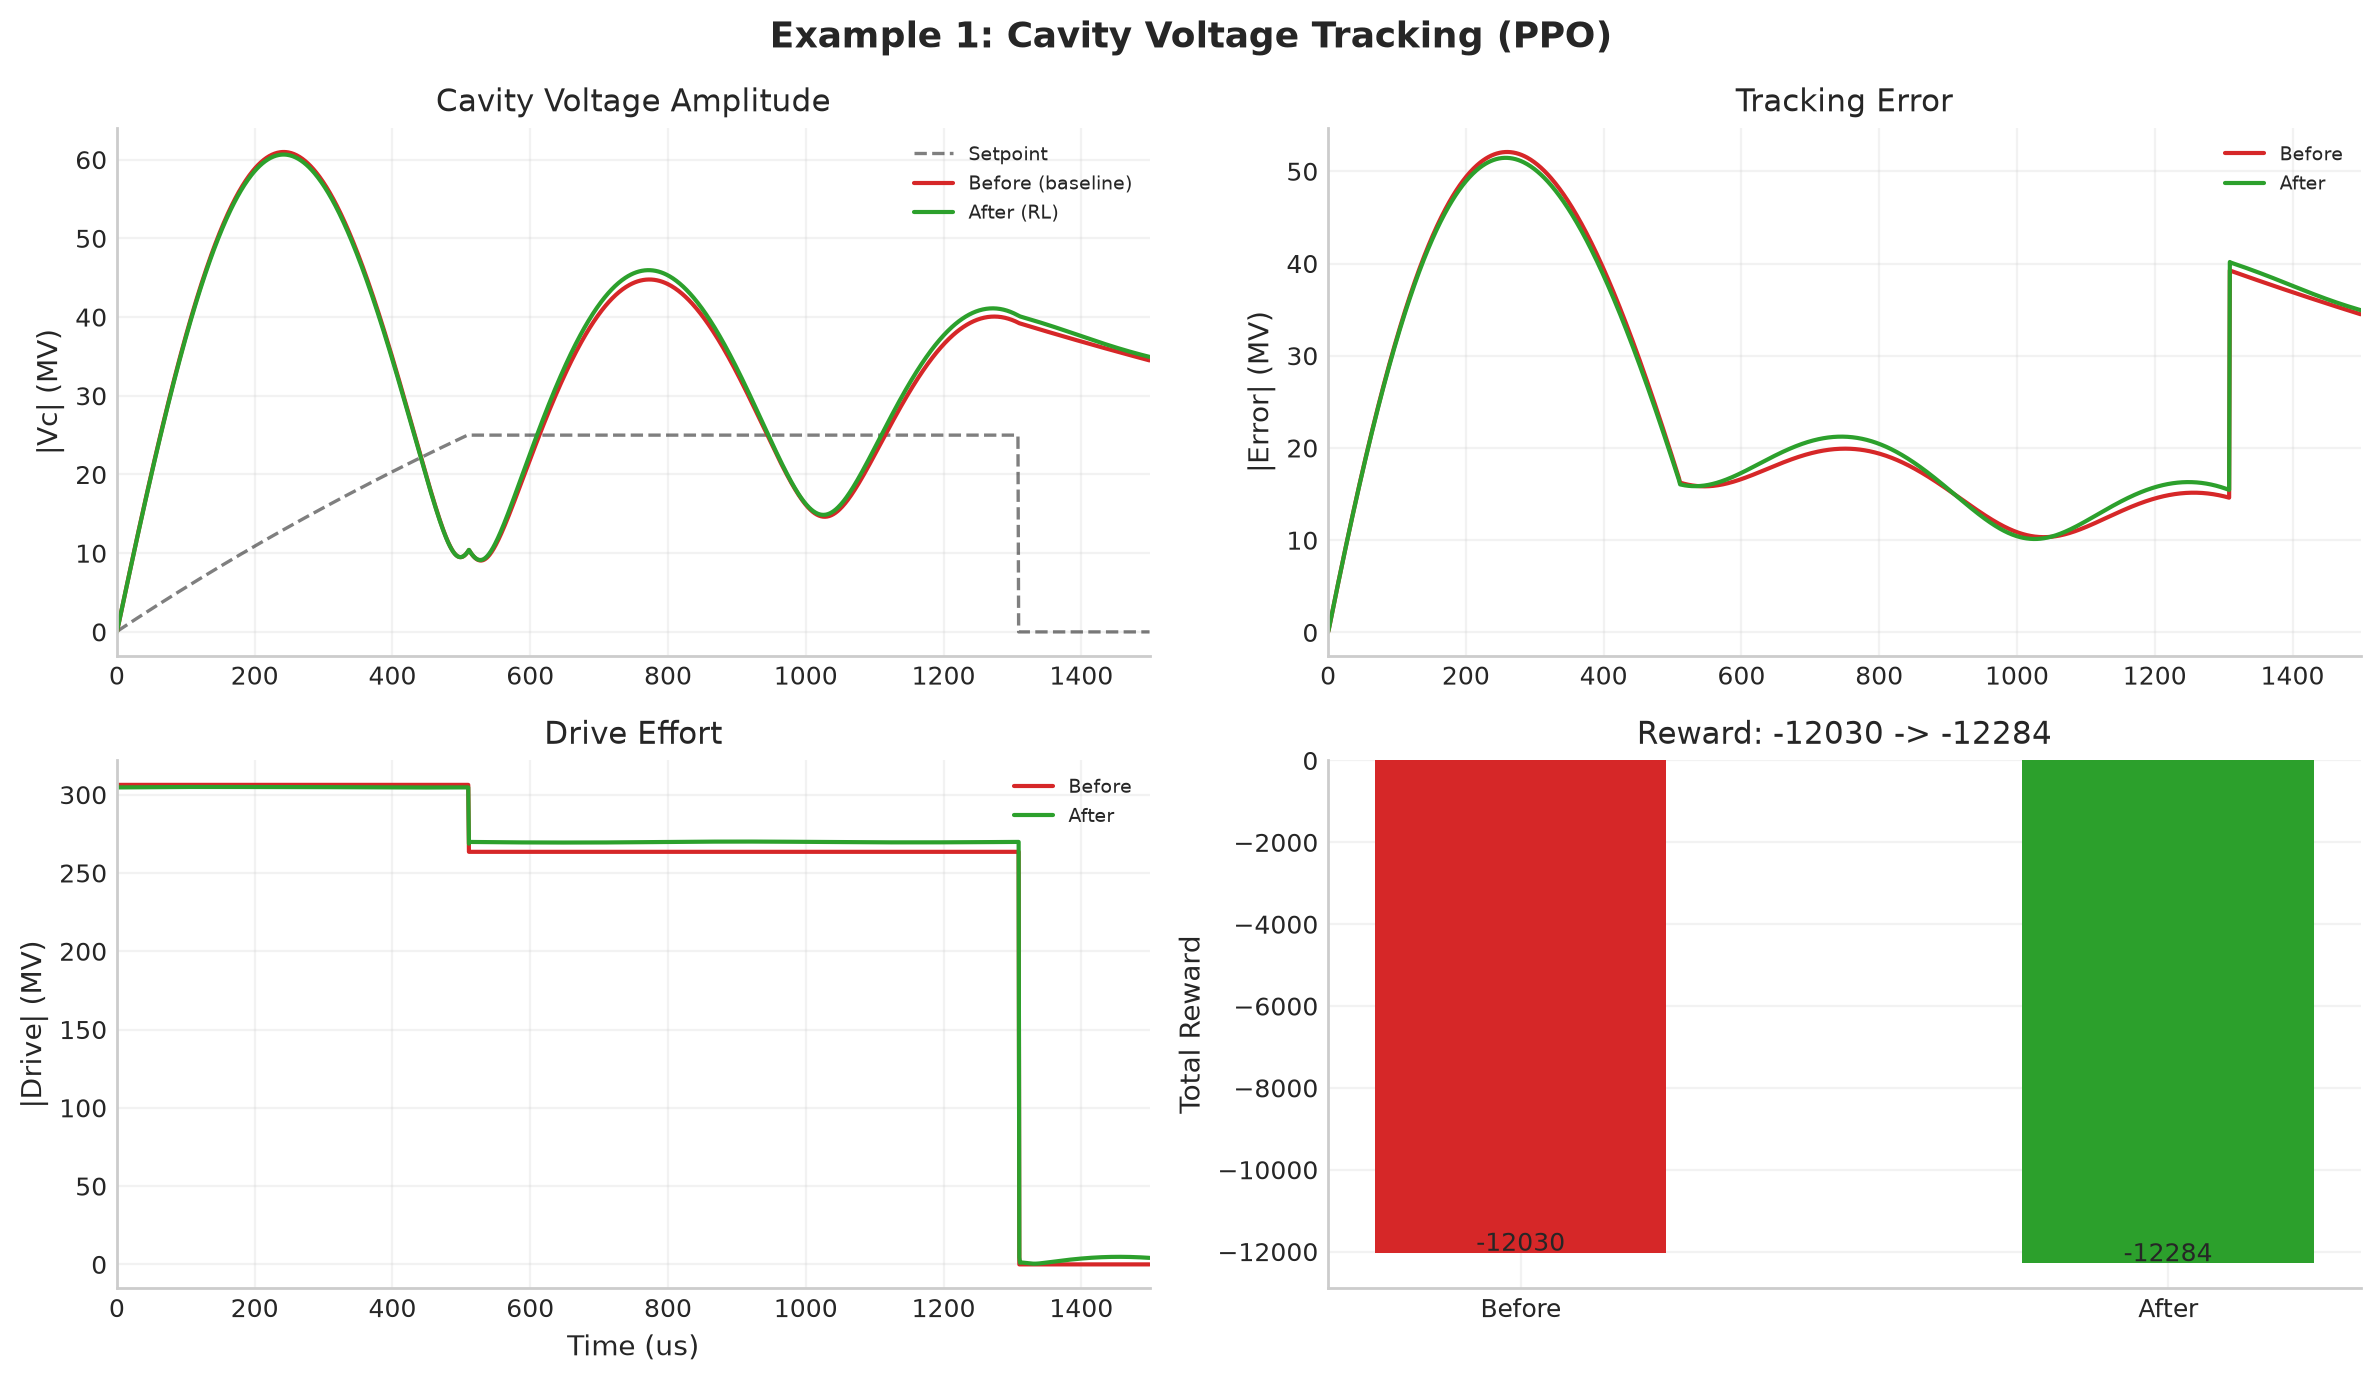 Example 1: Cavity Voltage Tracking (PPO)
Cavity Voltage Amplitude
|Vc| (MV)
60
50
40
30
20
10
0
0 200 400 600 800 1000 1200 1400
Setpoint
Before (baseline)
After (RL)
Tracking Error
|Error| (MV)
50
40
30
20
10
0
0 200 400 600 800 1000 1200 1400
Before
After
Drive Effort
|Drive| (MV)
300
250
200
150
100
50
0
0 200 400 600 800 1000 1200 1400
Time (us)
Before
After
Reward: -12030 -> -12284
Total Reward
0
−2000
−4000
−6000
−8000
−10000
−12000
-12030
-12284
Before After